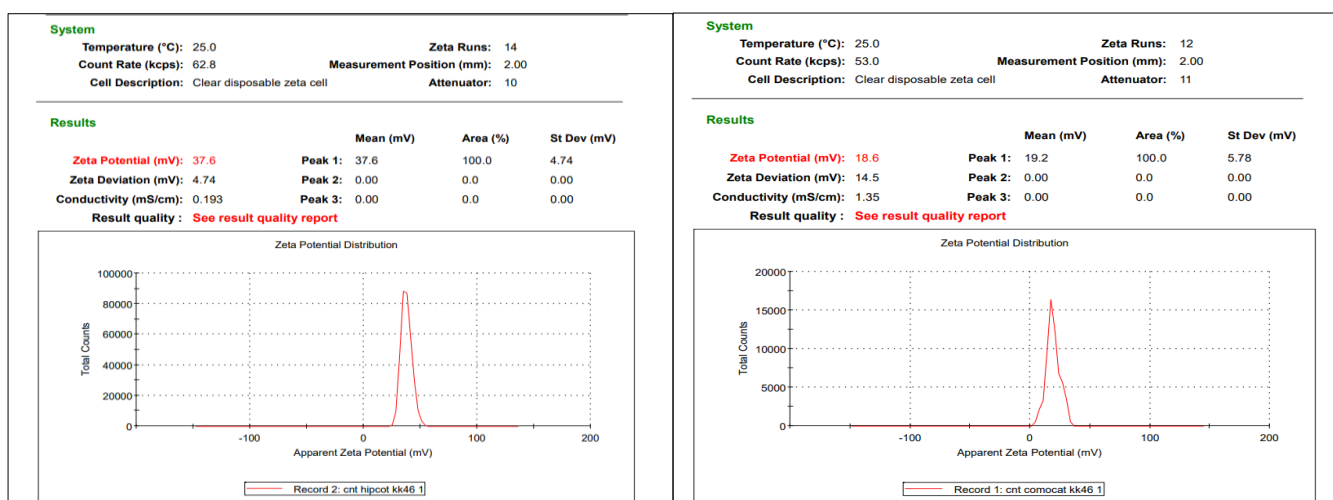 System
Temperature (°C): 25.0 Zeta Runs: 14
Count Rate (kcps): 62.8 Measurement Position (mm): 2.00
Cell Description: Clear disposable zeta cell Attenuator: 10
Results
Mean (mV) Area (%) St Dev (mV)
Zeta Potential (mV): 37.6 Peak 1: 37.6 100.0 4.74
Zeta Deviation (mV): 4.74 Peak 2: 0.00 0.0 0.00
Conductivity (mS/cm): 0.193 Peak 3: 0.00 0.0 0.00
Result quality : See result quality report
Zeta Potential Distribution
100000
80000
60000
40000
20000
0
Total Counts
-100 0 100 200
Apparent Zeta Potential (mV)
Record 2: cnt hipcot kk46 1
System
Temperature (°C): 25.0 Zeta Runs: 12
Count Rate (kcps): 53.0 Measurement Position (mm): 2.00
Cell Description: Clear disposable zeta cell Attenuator: 11
Results
Mean (mV) Area (%) St Dev (mV)
Zeta Potential (mV): 18.6 Peak 1: 19.2 100.0 5.78
Zeta Deviation (mV): 14.5 Peak 2: 0.00 0.0 0.00
Conductivity (mS/cm): 1.35 Peak 3: 0.00 0.0 0.00
Result quality : See result quality report
Zeta Potential Distribution
20000
15000
10000
5000
0
Total Counts
-100 0 100 200
Apparent Zeta Potential (mV)
Record 1: cnt comocat kk46 1